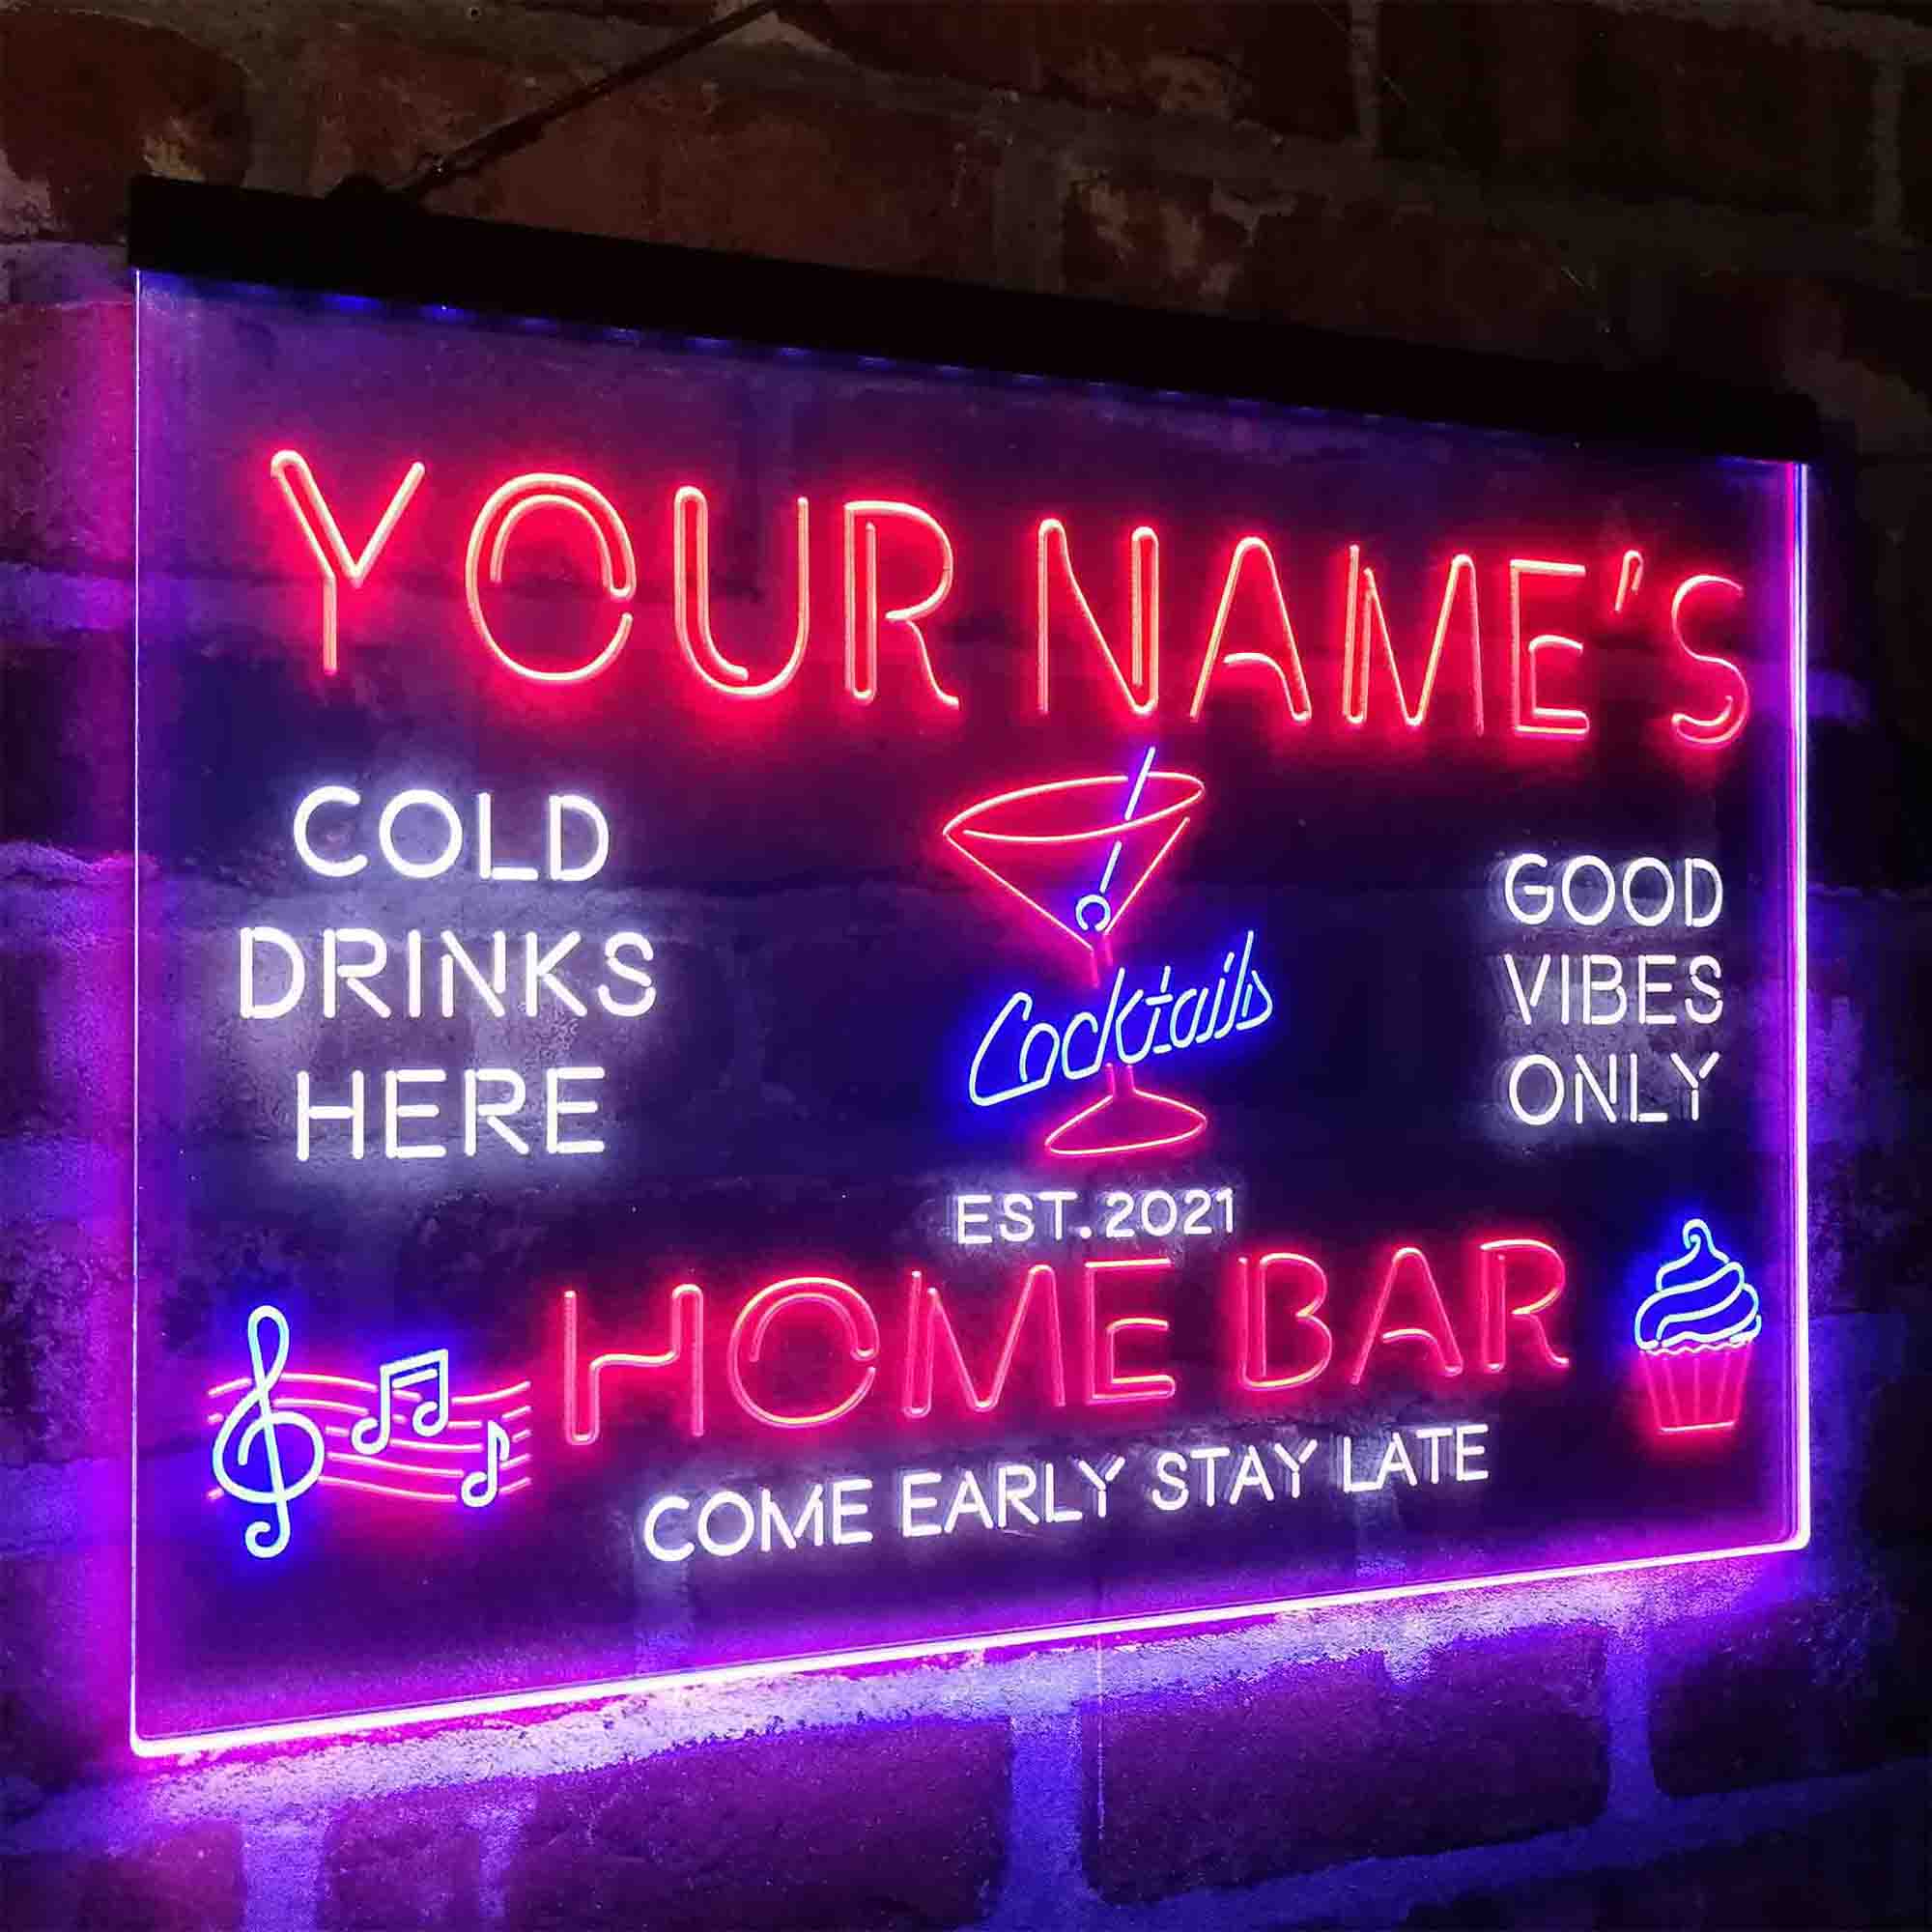 YOUR NAME'S
COLD
DRINKS
HERE
Cocktails
GOOD
VIBES
ONLY
EST.2021
HOME BAR
COME EARLY STAY LATE